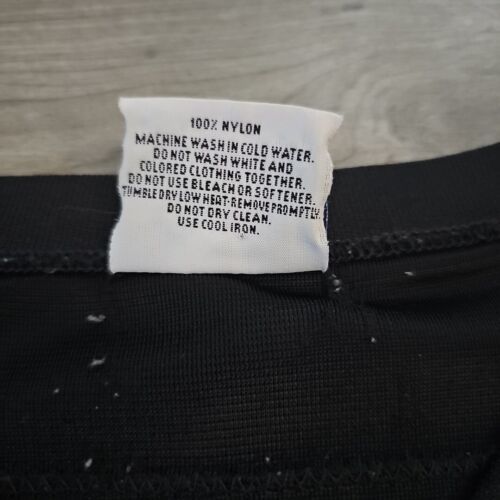 100% NYLON
MACHINE WASH IN COLD WATER.
DO NOT WASH WHITE AND
COLORED CLOTHING TOGETHER.
DO NOT USE BLEACH OR SOFTENER.
TUMBLE DRY LOW HEAT-REMOVE PROMPTLY.
DO NOT DRY CLEAN.
USE COOL IRON.